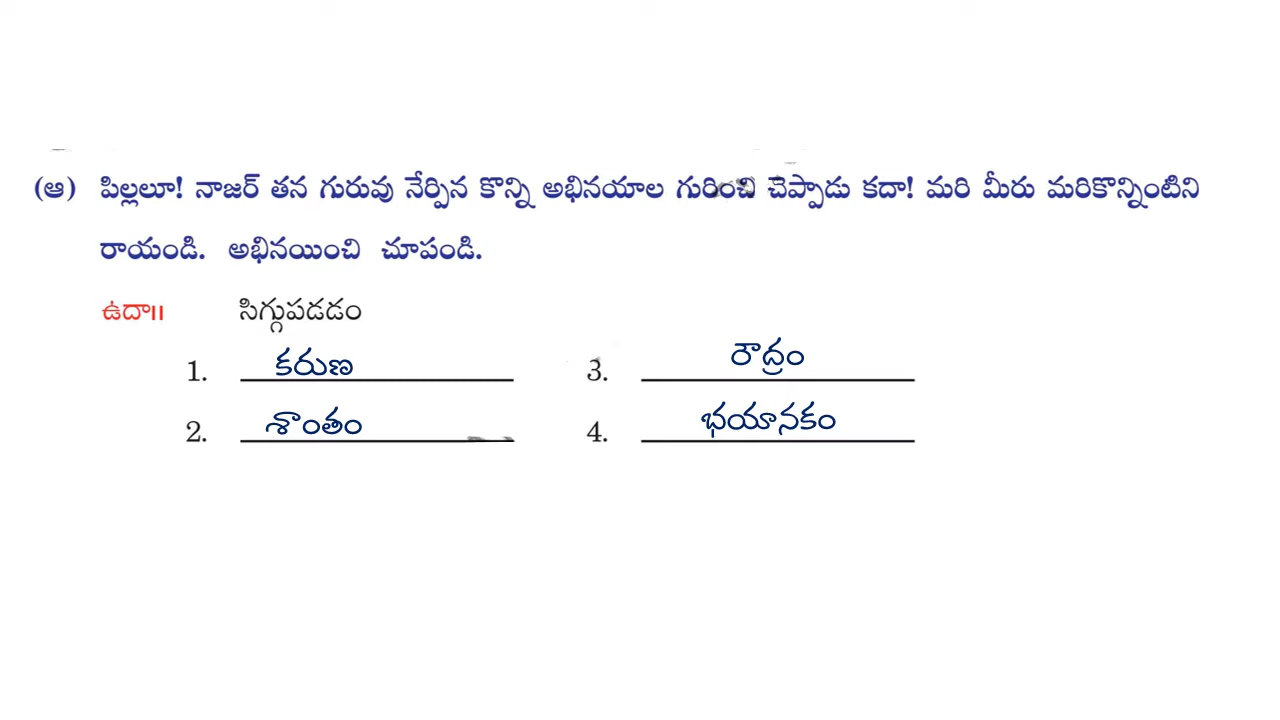 (ఆ) పిల్లలూ! నాజర్ తన గురువు నేర్పిన కొన్ని అభినయాల గురించి చెప్పాడు కదా! మరి మీరు మరికొన్నింటిని
రాయండి. అభినయించి చూపండి.
ఉదా॥ సిగ్గుపడడం
1. కరుణ 3. రౌద్రం
2. శాంతం 4. భయానకం